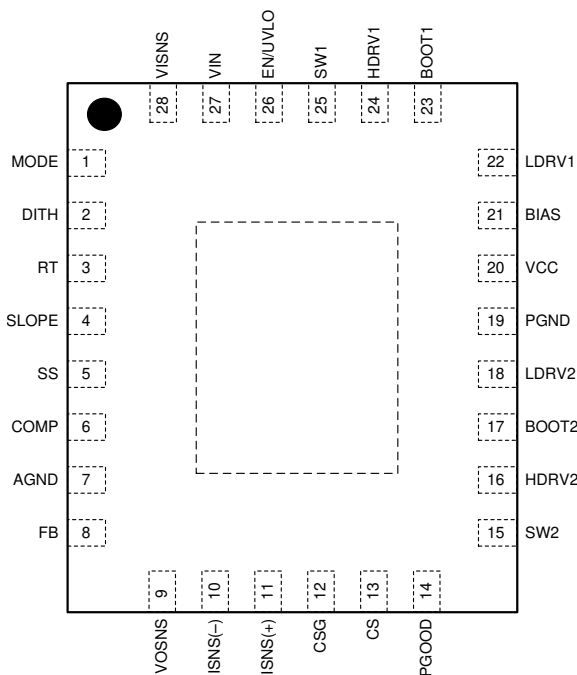 VISNS
VIN
EN/UVLO
SW1
HDRV1
BOOT1
28
27
26
25
24
23
MODE 1
22 LDRV1
DITH 2
21 BIAS
RT 3
20 VCC
SLOPE 4
19 PGND
SS 5
18 LDRV2
COMP 6
17 BOOT2
AGND 7
16 HDRV2
FB 8
15 SW2
9
10
11
12
13
14
VOSNS
ISNS(–)
ISNS(+)
CSG
CS
PGOOD